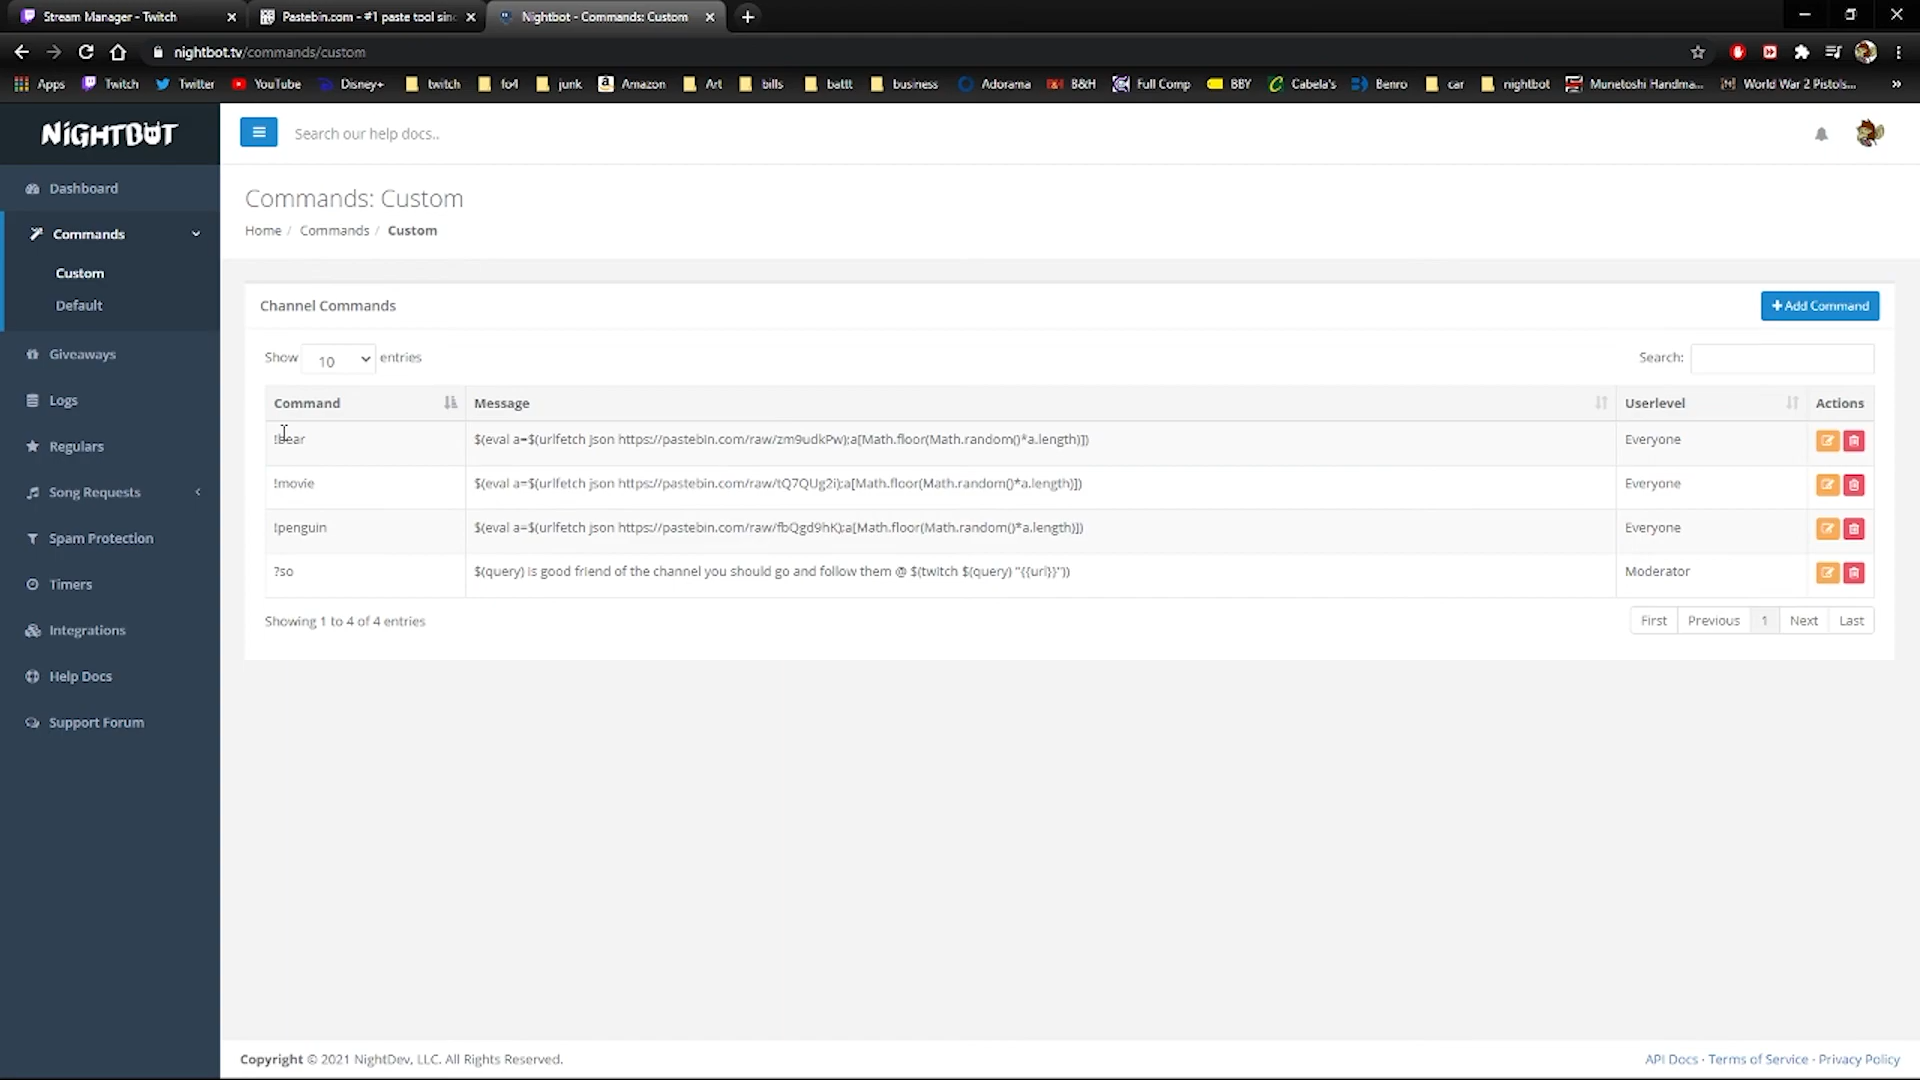 Stream Manager - Twitch
Pastebin.com - #1 paste tool sinc
Nightbot - Commands: Custom
nightbot.tv/commands/custom
Apps Twitch Twitter YouTube Disney+ twitch fo4 junk Amazon Art bills battt business Adorama B&H Full Comp BBY Cabela's Benro car nightbot Munetoshi Handma... World War 2 Pistols... »
NIGHTBOT
Search our help docs..
Dashboard
Commands
Custom
Default
Giveaways
Logs
Regulars
Song Requests
Spam Protection
Timers
Integrations
Help Docs
Support Forum
Commands: Custom
Home / Commands / Custom
Channel Commands
+ Add Command
Show 10 entries
Search:
Command Message Userlevel Actions
!bear $(eval a=$(urlfetch json https://pastebin.com/raw/zm9udkPw);a[Math.floor(Math.random()*a.length)]) Everyone
!movie $(eval a=$(urlfetch json https://pastebin.com/raw/tQ7QUg2i);a[Math.floor(Math.random()*a.length)]) Everyone
!penguin $(eval a=$(urlfetch json https://pastebin.com/raw/fbQgd9hK);a[Math.floor(Math.random()*a.length)]) Everyone
?so $(query) is good friend of the channel you should go and follow them @ $(twitch $(query) "{{url}}")) Moderator
Showing 1 to 4 of 4 entries
First Previous 1 Next Last
Copyright © 2021 NightDev, LLC. All Rights Reserved.
API Docs · Terms of Service · Privacy Policy